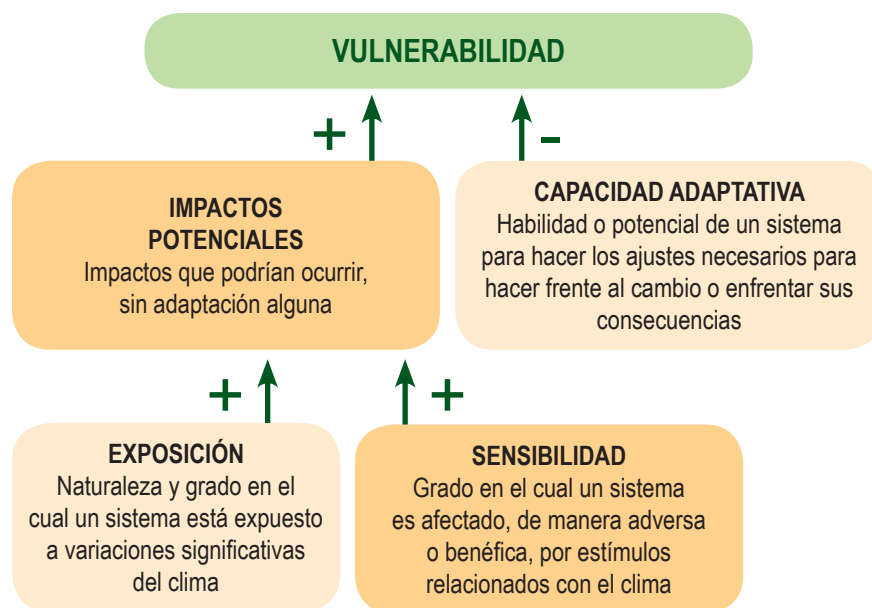 VULNERABILIDAD
+
-
IMPACTOS
POTENCIALES
Impactos que podrían ocurrir,
sin adaptación alguna
CAPACIDAD ADAPTATIVA
Habilidad o potencial de un sistema
para hacer los ajustes necesarios para
hacer frente al cambio o enfrentar sus
consecuencias
+
+
EXPOSICIÓN
Naturaleza y grado en el
cual un sistema está expuesto
a variaciones significativas
del clima
SENSIBILIDAD
Grado en el cual un sistema
es afectado, de manera adversa
o benéfica, por estímulos
relacionados con el clima